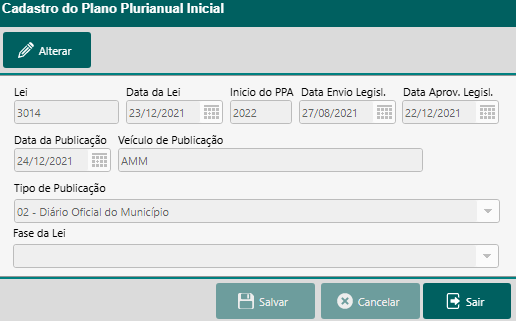 Cadastro do Plano Plurianual Inicial
Alterar
Lei Data da Lei Inicio do PPA Data Envio Legisl. Data Aprov. Legisl.
3014 23/12/2021 2022 27/08/2021 22/12/2021
Data da Publicação Veículo de Publicação
24/12/2021 AMM
Tipo de Publicação
02 - Diário Oficial do Município
Fase da Lei
Salvar Cancelar Sair